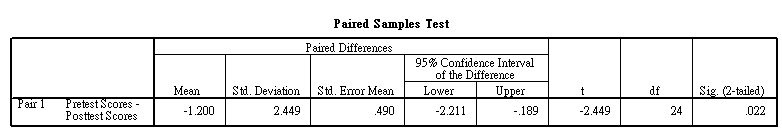 Paired Samples Test
Paired Differences
95% Confidence Interval
of the Difference
Mean Std. Deviation Std. Error Mean Lower Upper t df Sig. (2-tailed)
Pair 1 Pretest Scores - Posttest Scores -1.200 2.449 .490 -2.211 -.189 -2.449 24 .022